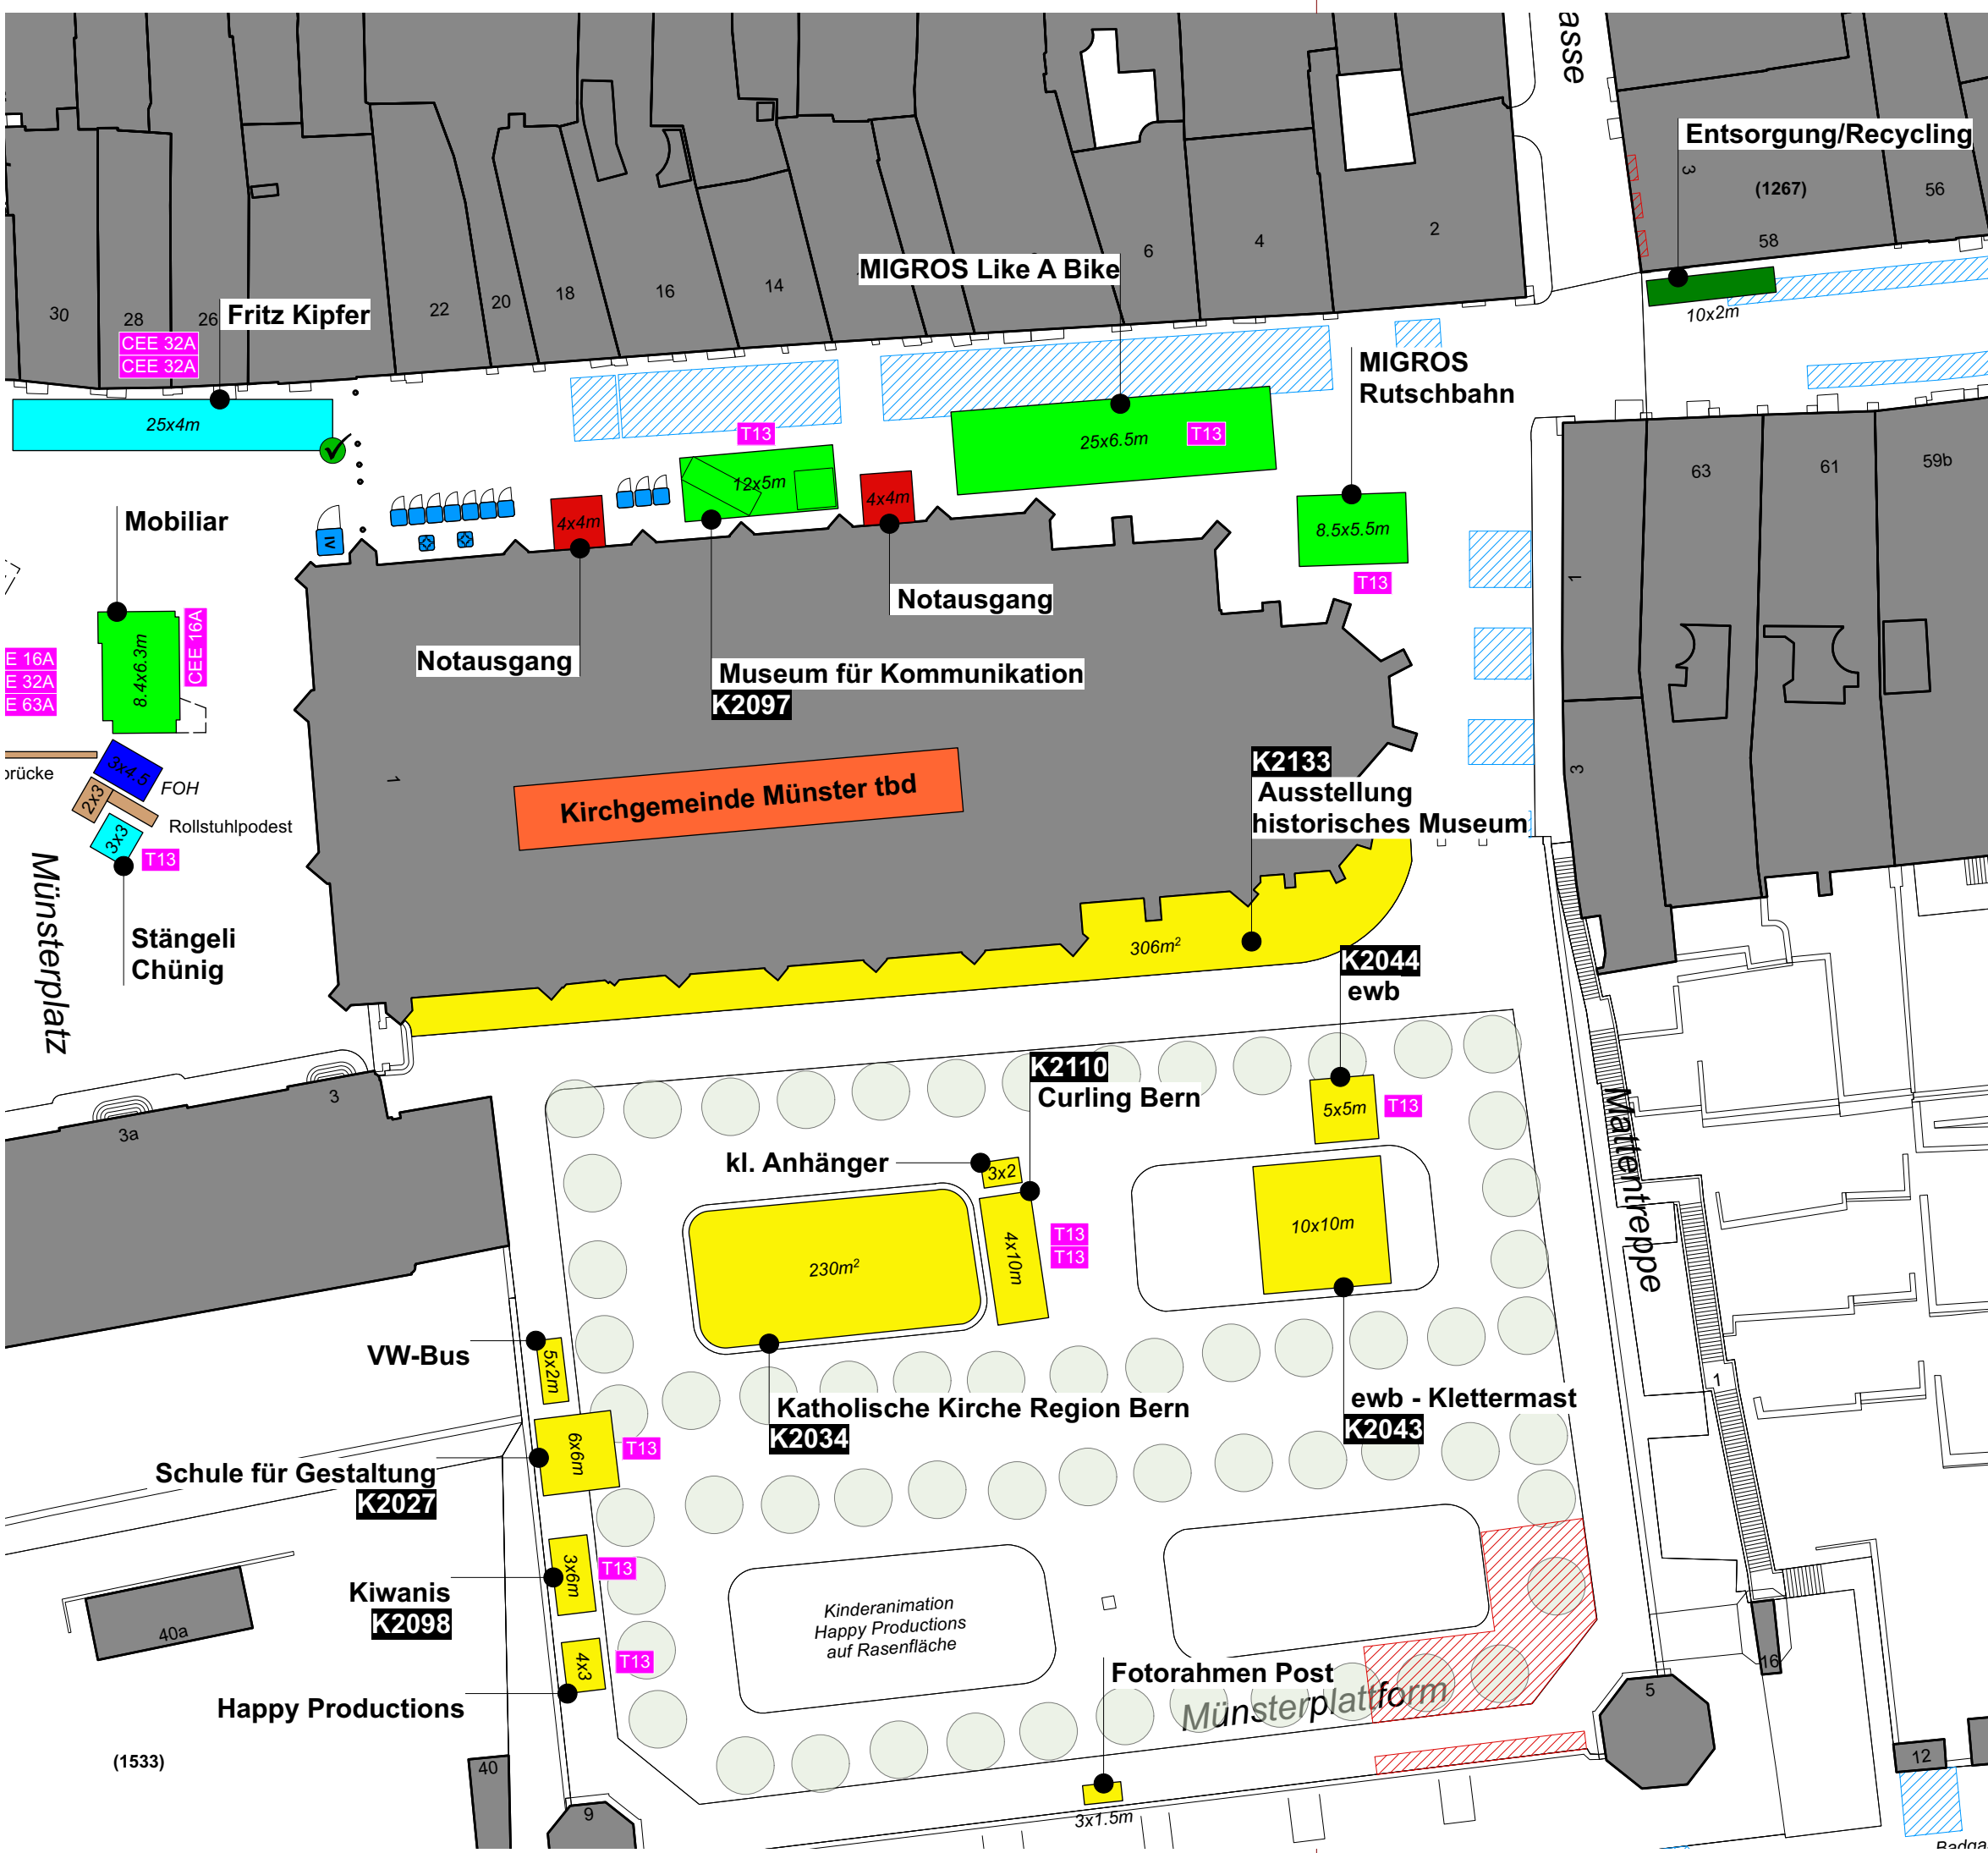 asse
Entsorgung/Recycling
3
(1267)
56
58
10x2m
MIGROS Like A Bike
6
4
2
14
16
18
20
22
26
28
30
Fritz Kipfer
CEE 32A
CEE 32A
25x4m
MIGROS
Rutschbahn
T13
12x5m
25x6.5m
T13
4x4m
4x4m
8.5x5.5m
T13
63
61
59b
1
3
Mobiliar
IV
8.4x6.3m
CEE 16A
E 16A
E 32A
E 63A
Notausgang
Notausgang
Museum für Kommunikation
K2097
rücke
3x4.5
FOH
2x3
Rollstuhlpodest
3x3
T13
Stängeli
Chünig
Münsterplatz
1
Kirchgemeinde Münster tbd
K2133
Ausstellung
historisches Museum
306m²
K2044
ewb
5x5m
T13
K2110
Curling Bern
kl. Anhänger
3x2
4x10m
T13
T13
230m²
10x10m
Mattentreppe
1
3
3a
VW-Bus
5x2m
Katholische Kirche Region Bern
K2034
ewb - Klettermast
K2043
6x6m
T13
Schule für Gestaltung
K2027
3x6m
T13
Kiwanis
K2098
4x3
T13
Happy Productions
40a
Kinderanimation
Happy Productions
auf Rasenfläche
Fotorahmen Post
Münsterplattform
3x1.5m
(1533)
40
9
5
16
12
Badga